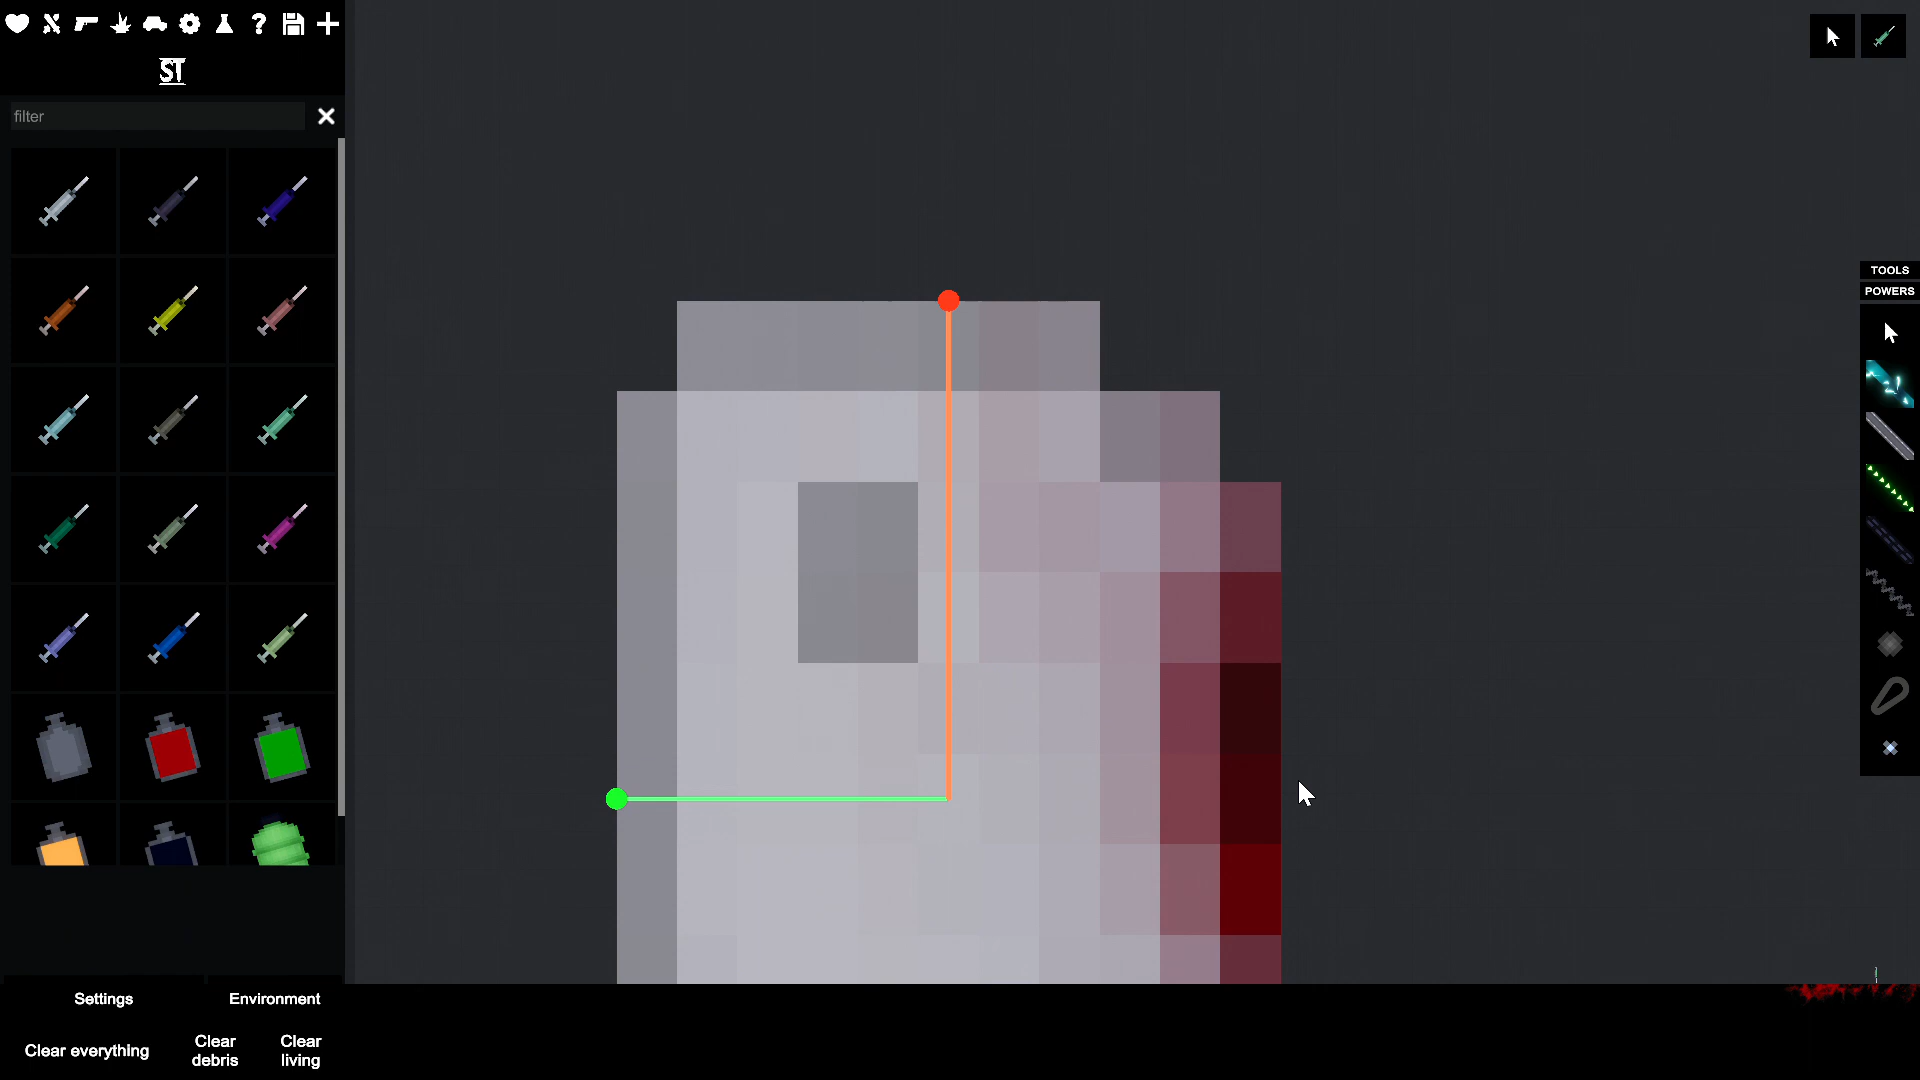 ST
filter
TOOLS
POWERS
Settings
Environment
Clear everything
Clear
debris
Clear
living